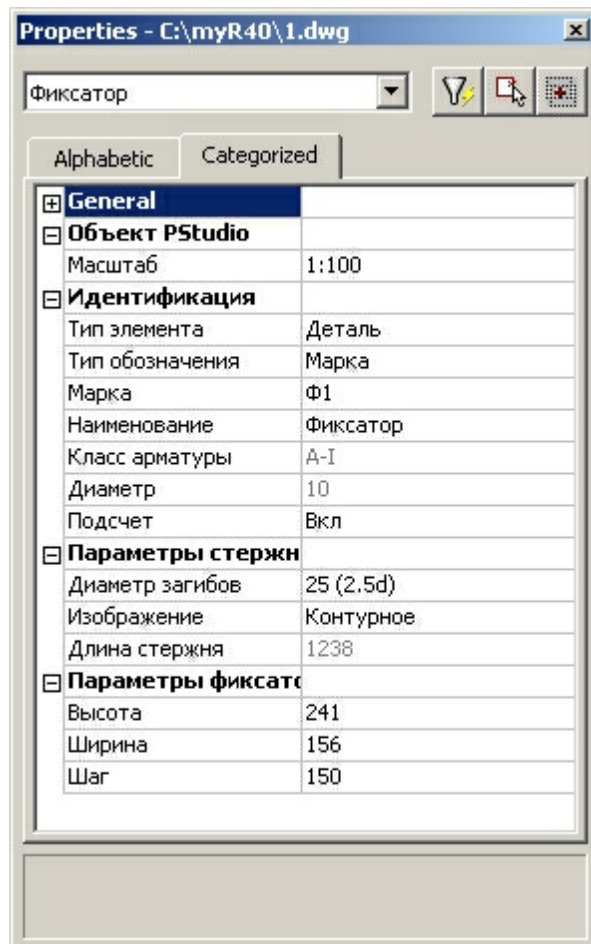 Properties - C:\myR40\1.dwg
Фиксатор
Alphabetic Categorized
General
Объект PStudio
Масштаб 1:100
Идентификация
Тип элемента Деталь
Тип обозначения Марка
Марка Ф1
Наименование Фиксатор
Класс арматуры A-I
Диаметр 10
Подсчет Вкл
Параметры стержн
Диаметр загибов 25 (2.5d)
Изображение Контурное
Длина стержня 1238
Параметры фиксато
Высота 241
Ширина 156
Шаг 150